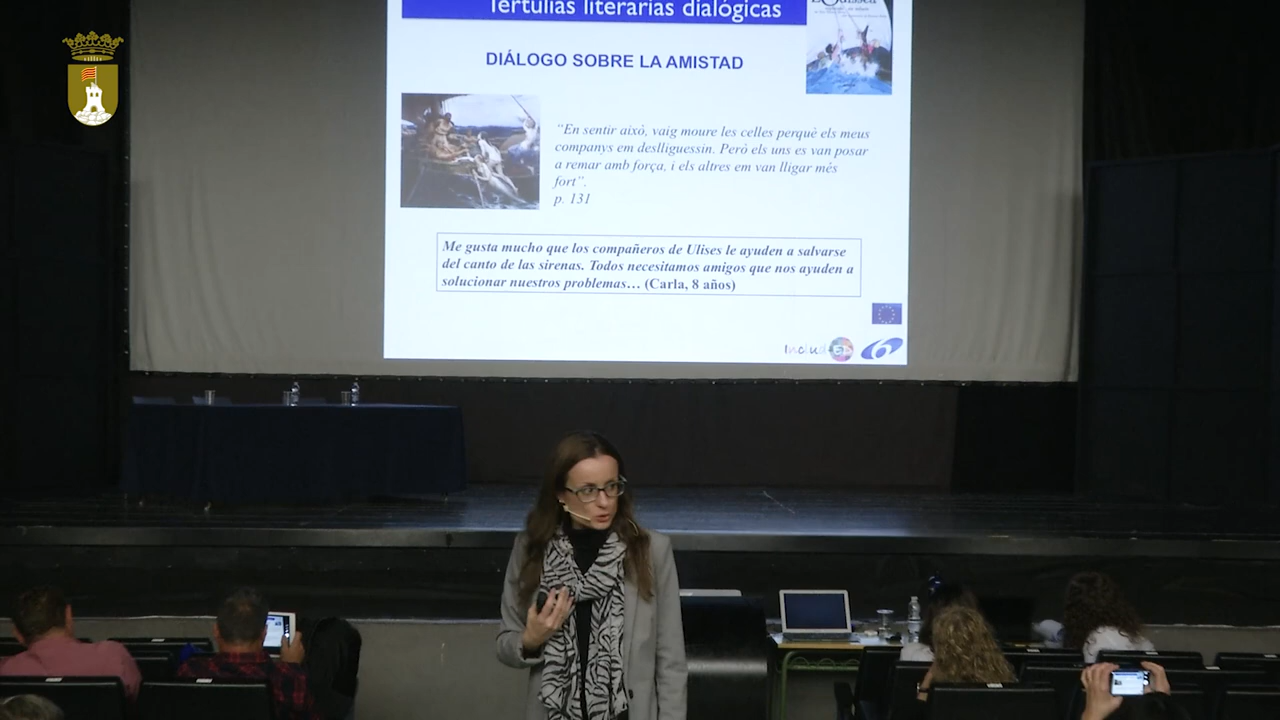 Tertulias literarias dialógicas
DIÁLOGO SOBRE LA AMISTAD
“En sentir això, vaig moure les celles perquè els meus
companys em deslliguessin. Però els uns es van posar
a remar amb força, i els altres em van lligar més
fort”.
p. 131
Me gusta mucho que los compañeros de Ulises le ayuden a salvarse
del canto de las sirenas. Todos necesitamos amigos que nos ayuden a
solucionar nuestros problemas… (Carla, 8 años)
IncludED
6